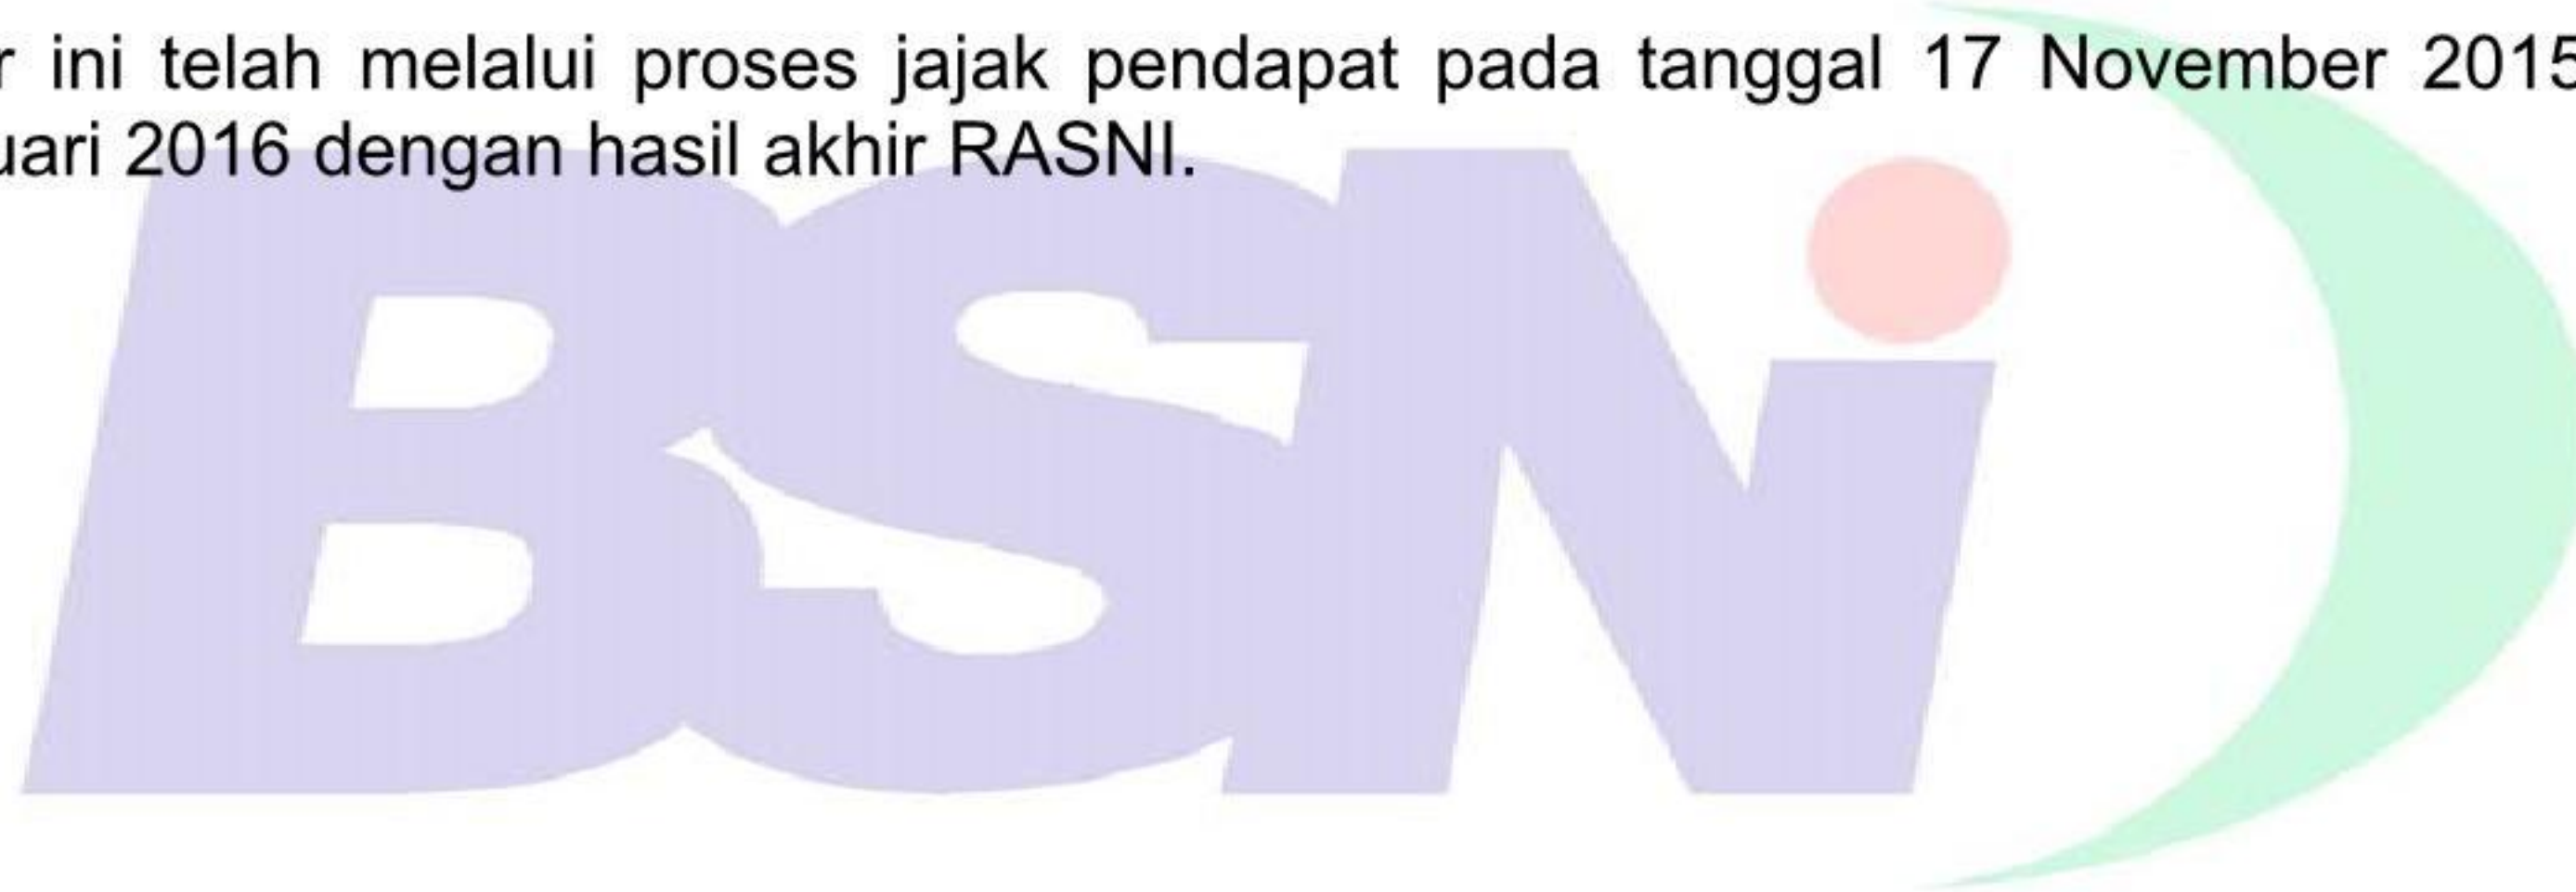 r ini telah melalui proses jajak pendapat pada tanggal 17 November 2015
uari 2016 dengan hasil akhir RASNI.
BSN